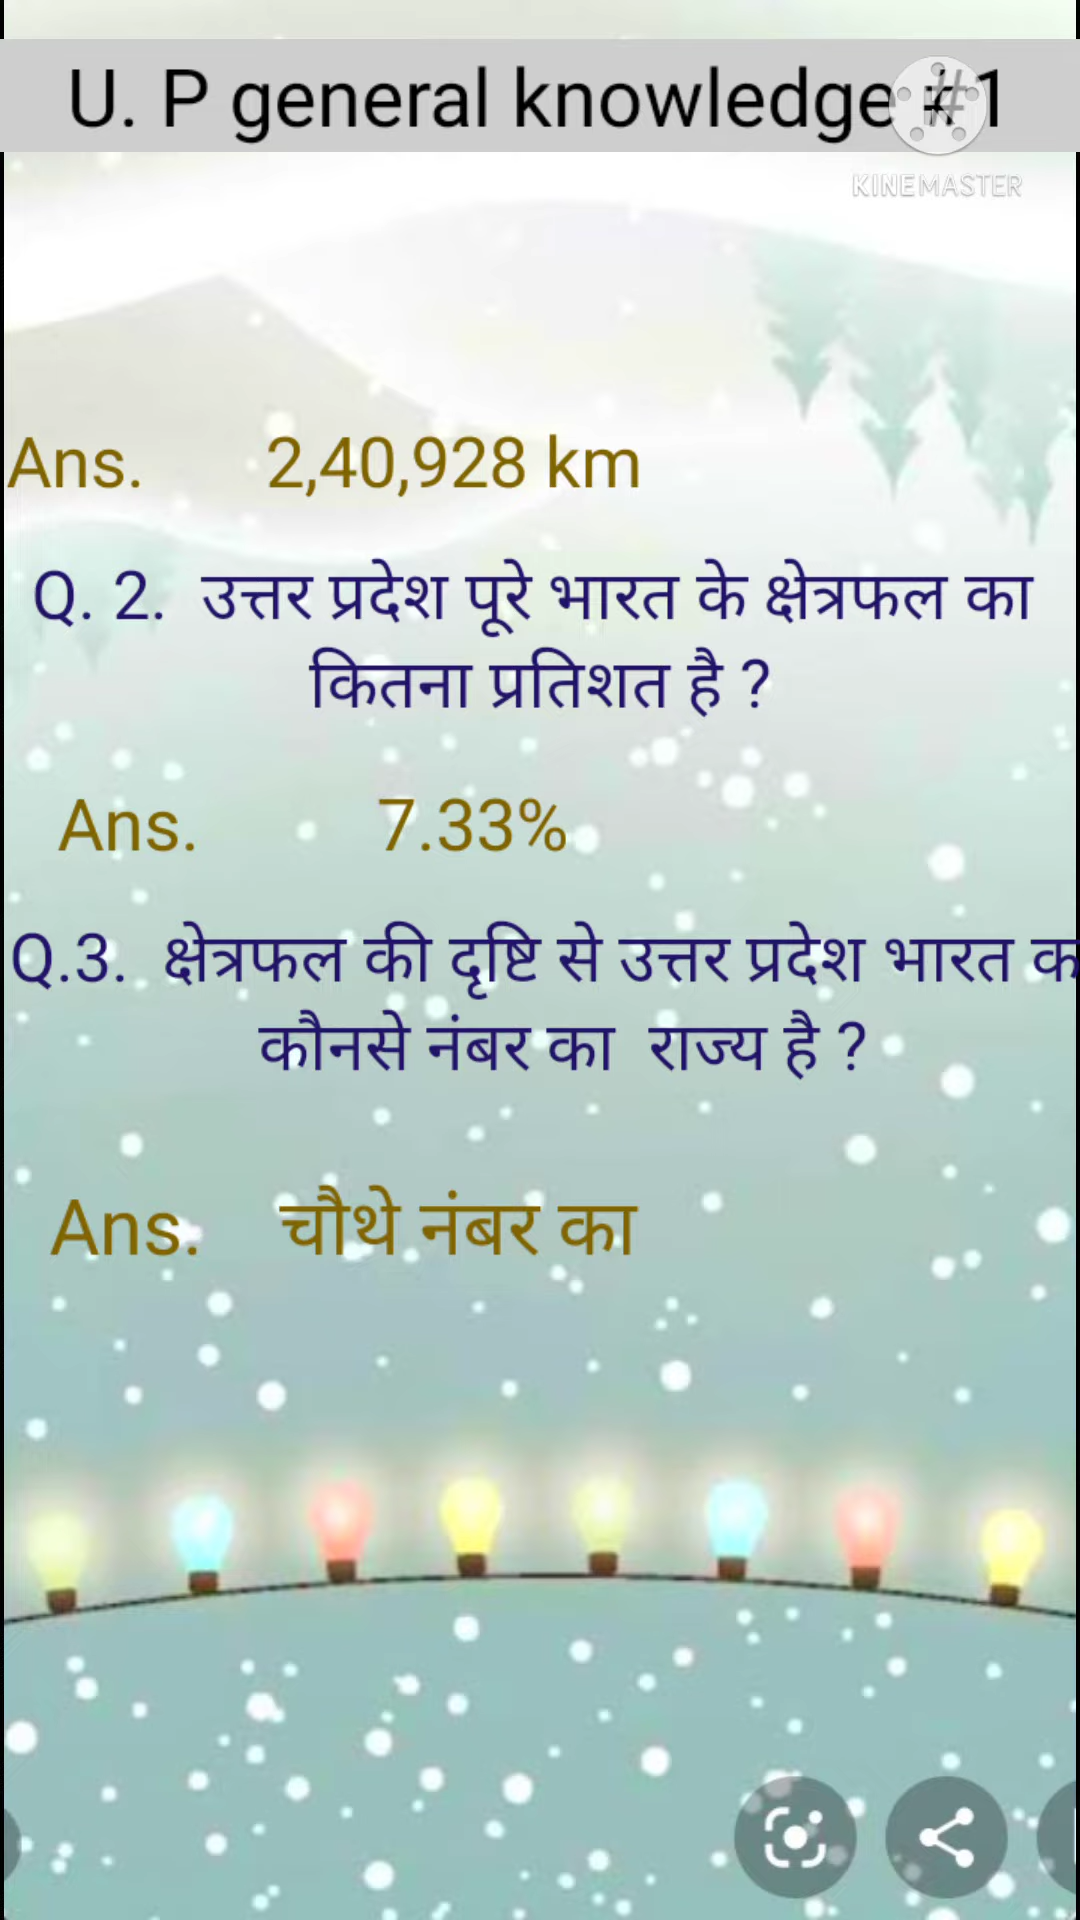 U. P general knowledge #1
KINEMASTER
Ans. 2,40,928 km
Q. 2. उत्तर प्रदेश पूरे भारत के क्षेत्रफल का
कितना प्रतिशत है ?
Ans. 7.33%
Q.3. क्षेत्रफल की दृष्टि से उत्तर प्रदेश भारत क
कौनसे नंबर का राज्य है ?
Ans. चौथे नंबर का